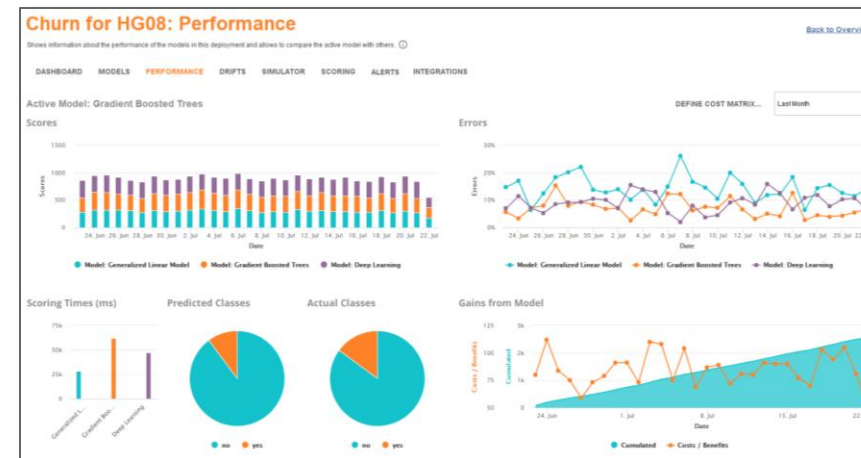 Churn for HG08: Performance
Back to Overvi
Shows information about the performance of the models in this deployment and allows to compare the active model with others.
DASHBOARD MODELS PERFORMANCE DRIFTS SIMULATOR SCORING ALERTS INTEGRATIONS
Active Model: Gradient Boosted Trees
DEFINE COST MATRIX... Last Month
Scores
1500
1000
500
0
Scores
24. Jun 26. Jun 28. Jun 30. Jun 2. Jul 4. Jul 6. Jul 8. Jul 10. Jul 12. Jul 14. Jul 16. Jul 18. Jul 20. Jul 22. Jul
Date
Model: Generalized Linear Model Model: Gradient Boosted Trees Model: Deep Learning
Errors
30%
20%
10%
0%
Errors
24. Jun 26. Jun 28. Jun 30. Jun 2. Jul 4. Jul 6. Jul 8. Jul 10. Jul 12. Jul 14. Jul 16. Jul 18. Jul 20. Jul 22. J
Date
Model: Generalized Linear Model Model: Gradient Boosted Trees Model: Deep Learning
Scoring Times (ms)
75k
50k
25k
0
Generalized L...
Gradient Boo...
Deep Learning
Predicted Classes
no yes
Actual Classes
no yes
Gains from Model
125
100
75
50
Costs / Benefits
3k
2k
1k
0
Cumulated
24. Jun 1. Jul 8. Jul 15. Jul 22.
Date
Cumulated Costs / Benefits